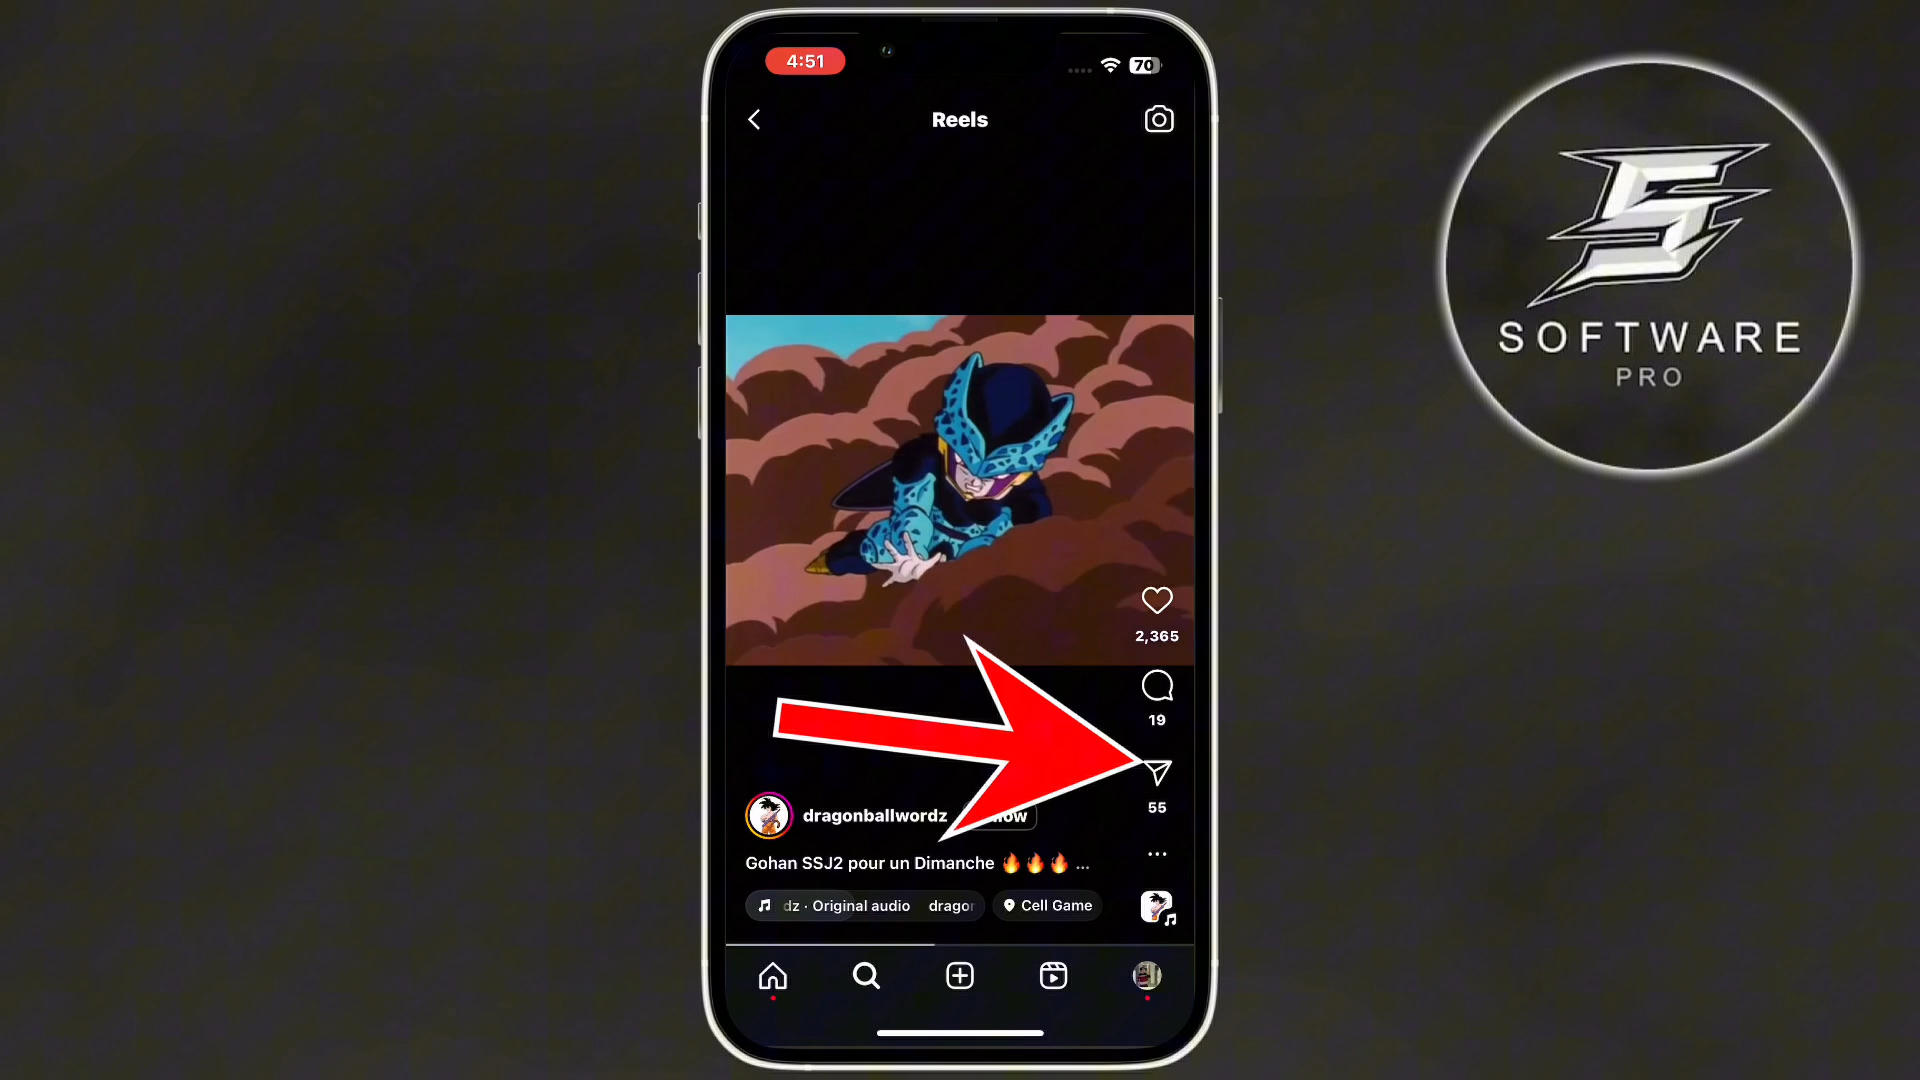 4:51
70
Reels
SOFTWARE
PRO
2,365
19
55
dragonballwordz
Gohan SSJ2 pour un Dimanche 🔥🔥🔥 ...
dz · Original audio dragor
Cell Game